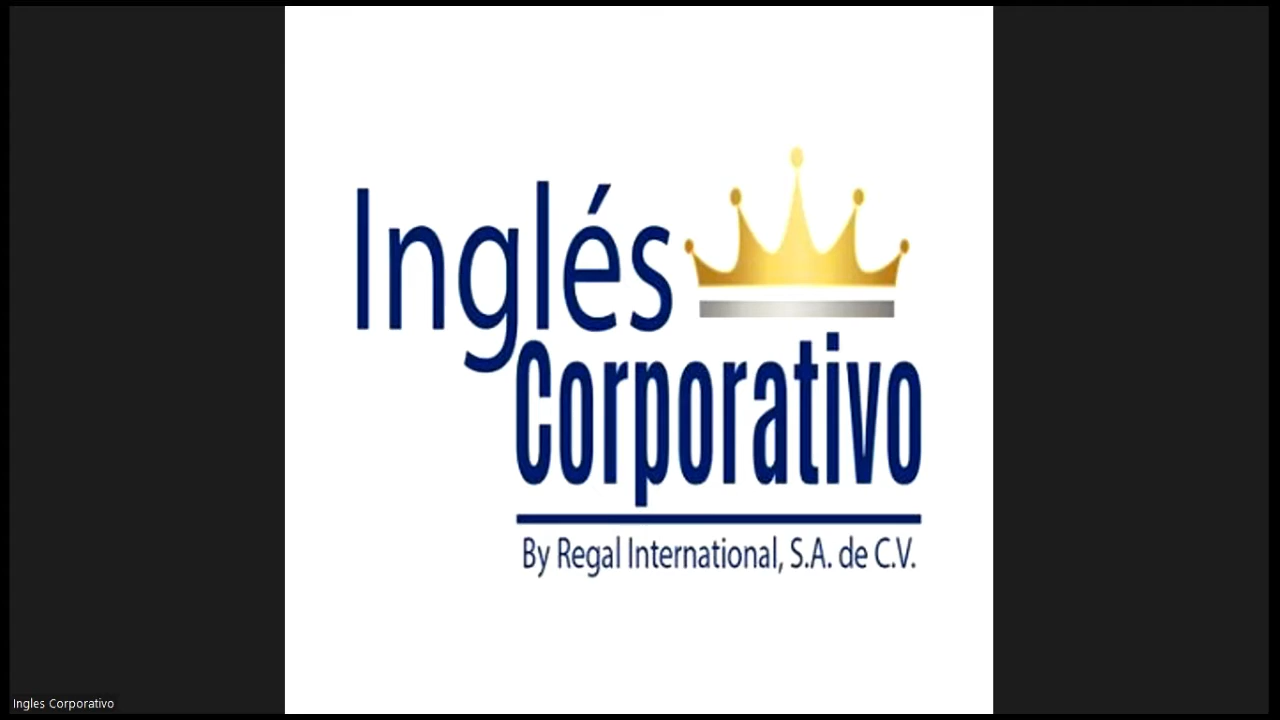 Inglés
Corporativo
By Regal International, S.A. de C.V.
Ingles Corporativo